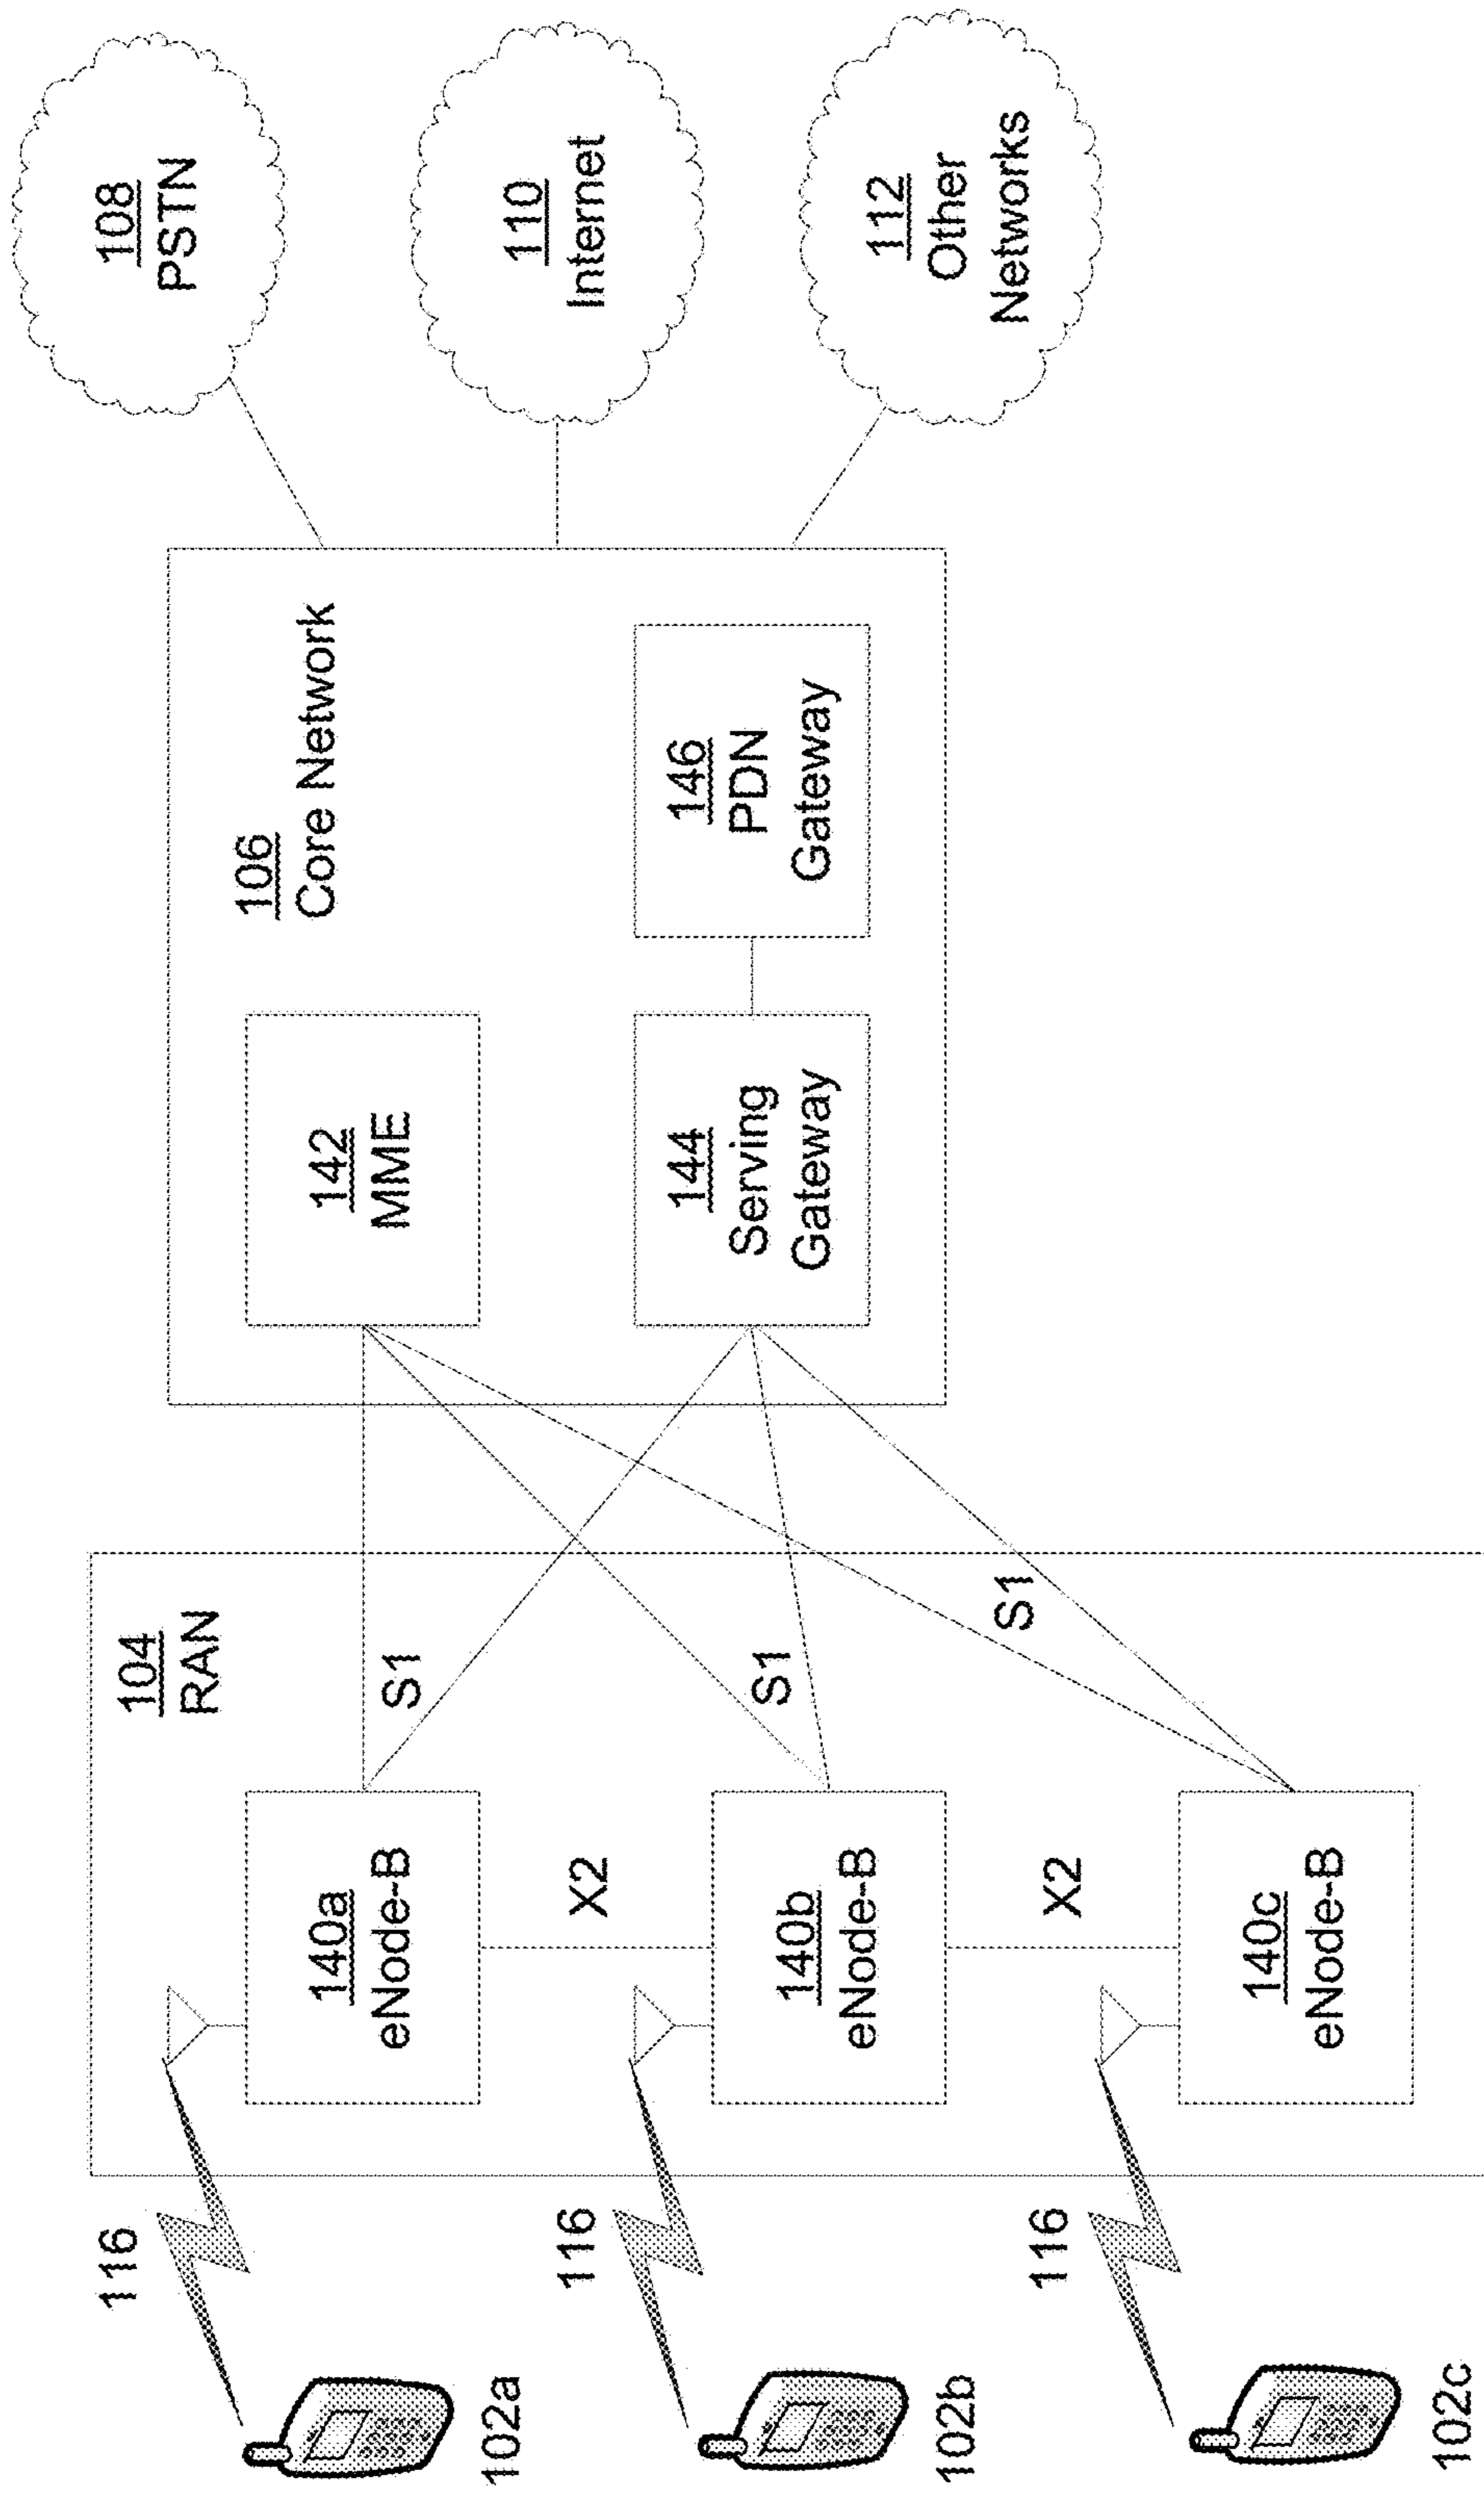 116
102a
116
102b
116
102c
104
RAN
140a
eNode-B
X2
140b
eNode-B
X2
140c
eNode-B
S1
S1
S1
106
Core Network
142
MME
144
Serving
Gateway
146
PDN
Gateway
108
PSTN
110
Internet
112
Other
Networks